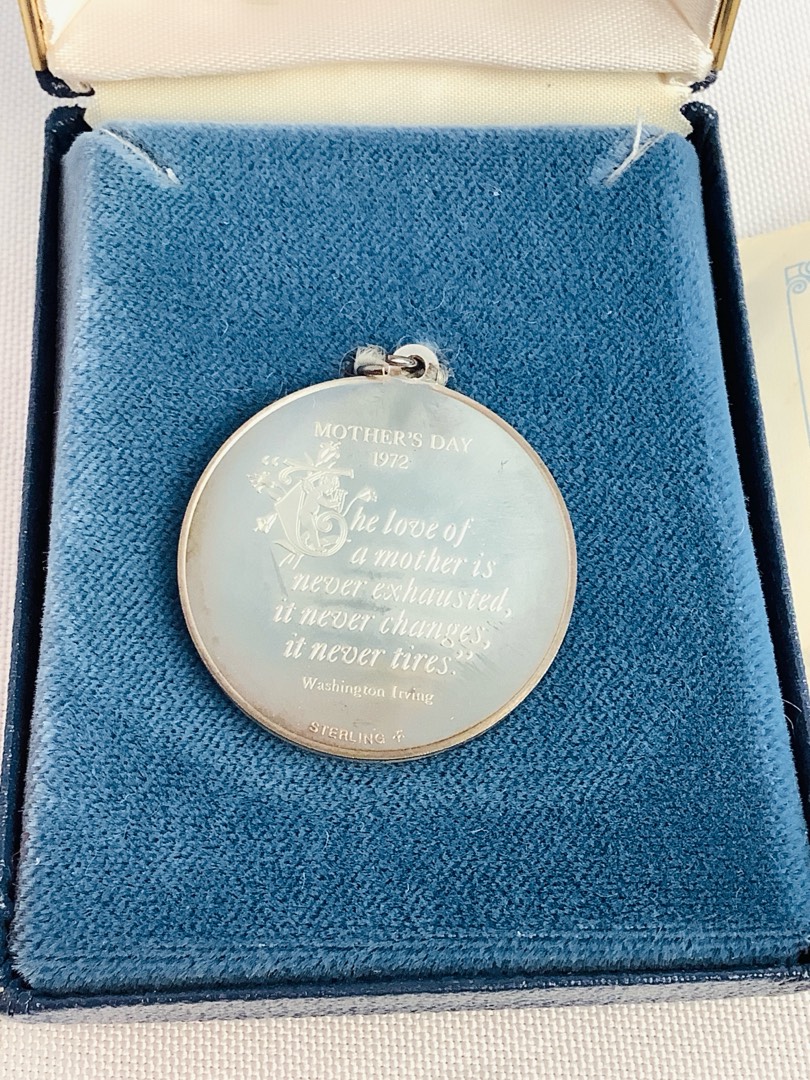 MOTHER'S DAY
1972
"The love of
a mother is
never exhausted,
it never changes,
it never tires."
Washington Irving
STERLING